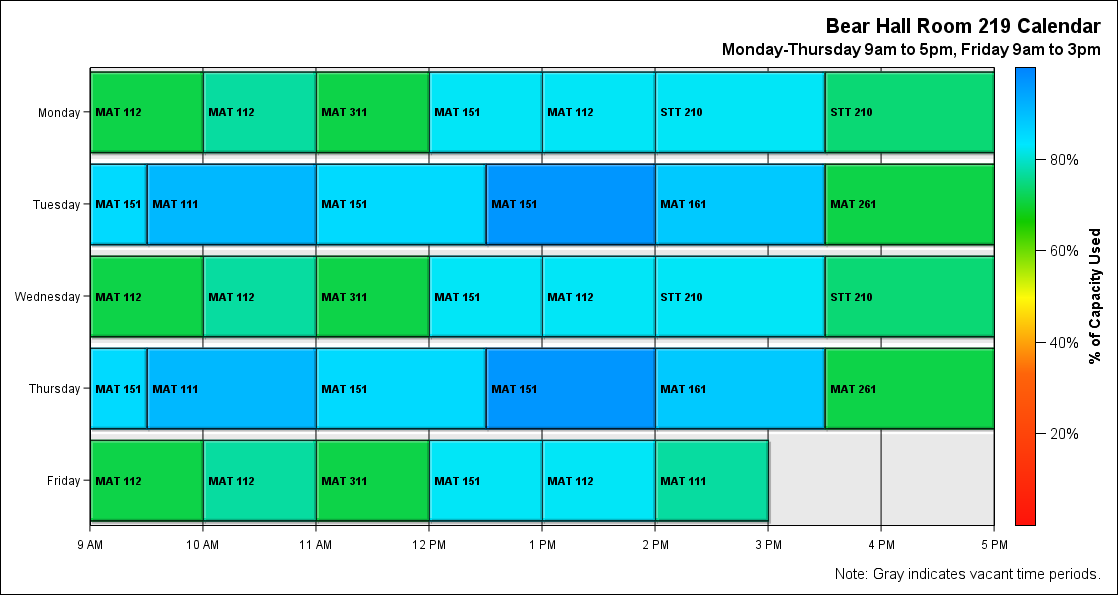 Bear Hall Room 219 Calendar
Monday-Thursday 9am to 5pm, Friday 9am to 3pm
Monday MAT 112 MAT 112 MAT 311 MAT 151 MAT 112 STT 210 STT 210
Tuesday MAT 151 MAT 111 MAT 151 MAT 151 MAT 161 MAT 261
Wednesday MAT 112 MAT 112 MAT 311 MAT 151 MAT 112 STT 210 STT 210
Thursday MAT 151 MAT 111 MAT 151 MAT 151 MAT 161 MAT 261
Friday MAT 112 MAT 112 MAT 311 MAT 151 MAT 112 MAT 111
9 AM 10 AM 11 AM 12 PM 1 PM 2 PM 3 PM 4 PM 5 PM
80%
60%
40%
20%
% of Capacity Used
Note: Gray indicates vacant time periods.